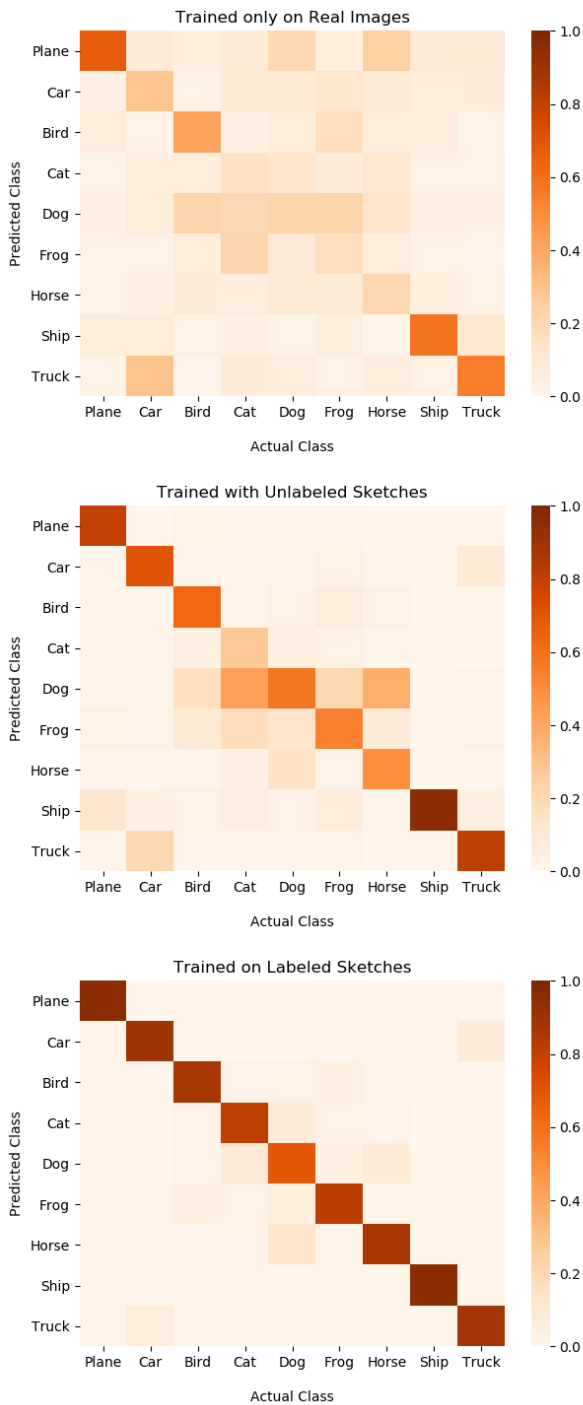 Trained only on Real Images
Predicted Class
Plane
Car
Bird
Cat
Dog
Frog
Horse
Ship
Truck
Plane Car Bird Cat Dog Frog Horse Ship Truck
Actual Class
1.0
0.8
0.6
0.4
0.2
0.0
Trained with Unlabeled Sketches
Predicted Class
Plane
Car
Bird
Cat
Dog
Frog
Horse
Ship
Truck
Plane Car Bird Cat Dog Frog Horse Ship Truck
Actual Class
1.0
0.8
0.6
0.4
0.2
0.0
Trained on Labeled Sketches
Predicted Class
Plane
Car
Bird
Cat
Dog
Frog
Horse
Ship
Truck
Plane Car Bird Cat Dog Frog Horse Ship Truck
Actual Class
1.0
0.8
0.6
0.4
0.2
0.0